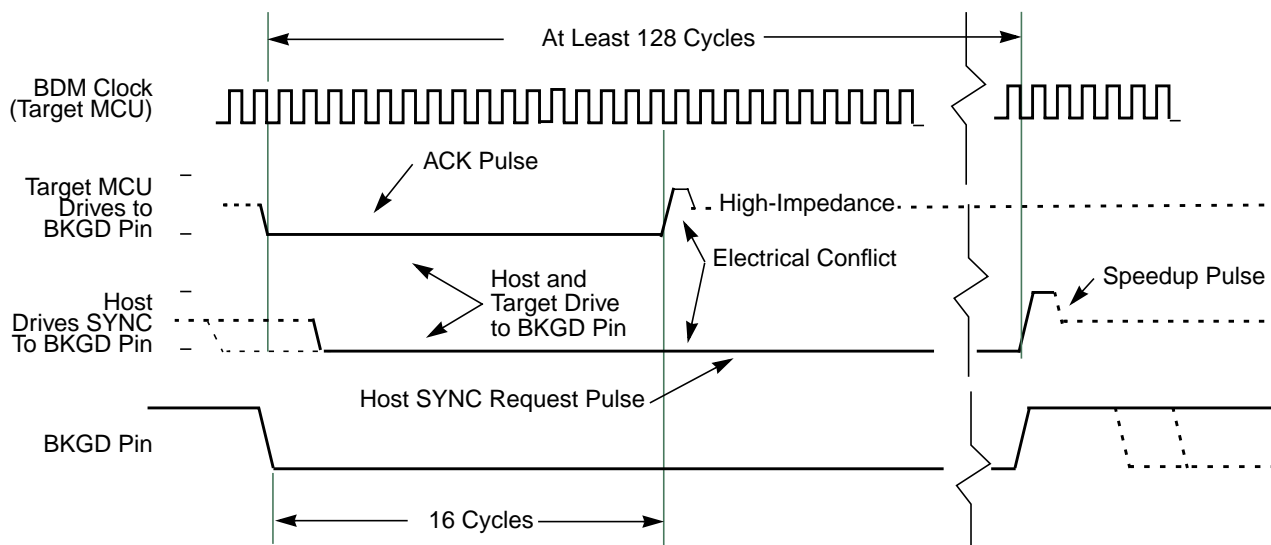 At Least 128 Cycles
BDM Clock
(Target MCU)
ACK Pulse
Target MCU
Drives to
BKGD Pin
High-Impedance
Electrical Conflict
Host and
Target Drive
to BKGD Pin
Speedup Pulse
Host
Drives SYNC
To BKGD Pin
Host SYNC Request Pulse
BKGD Pin
16 Cycles